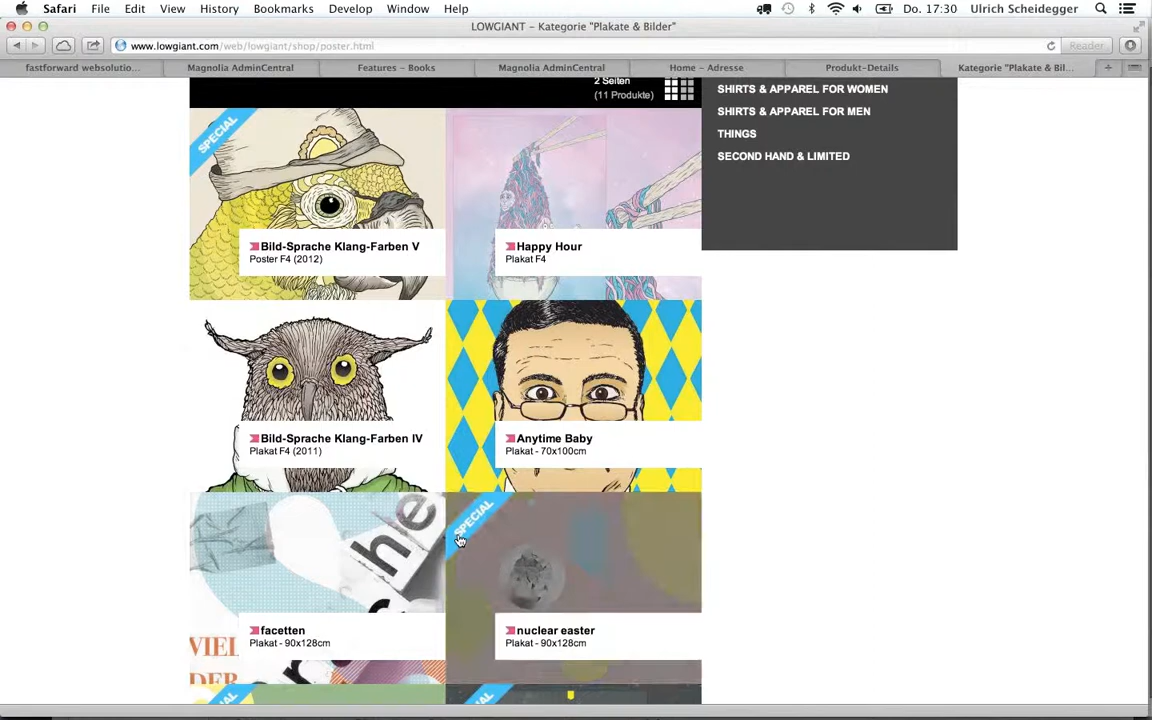 Safari File Edit View History Bookmarks Develop Window Help Do. 17:30 Ulrich Scheidegger
LOWGIANT - Kategorie "Plakate & Bilder"
www.lowgiant.com/web/lowgiant/shop/poster.html
Reader
fastforward websolutio... Magnolia AdminCentral Features - Books Magnolia AdminCentral Home - Adresse Produkt-Details Kategorie "Plakate & Bil...
2 Seiten
(11 Produkte)
SHIRTS & APPAREL FOR WOMEN
SHIRTS & APPAREL FOR MEN
THINGS
SECOND HAND & LIMITED
SPECIAL
Bild-Sprache Klang-Farben V
Poster F4 (2012)
Happy Hour
Plakat F4
Bild-Sprache Klang-Farben IV
Plakat F4 (2011)
Anytime Baby
Plakat - 70x100cm
he
SPECIAL
facetten
Plakat - 90x128cm
nuclear easter
Plakat - 90x128cm
VIEL
DER